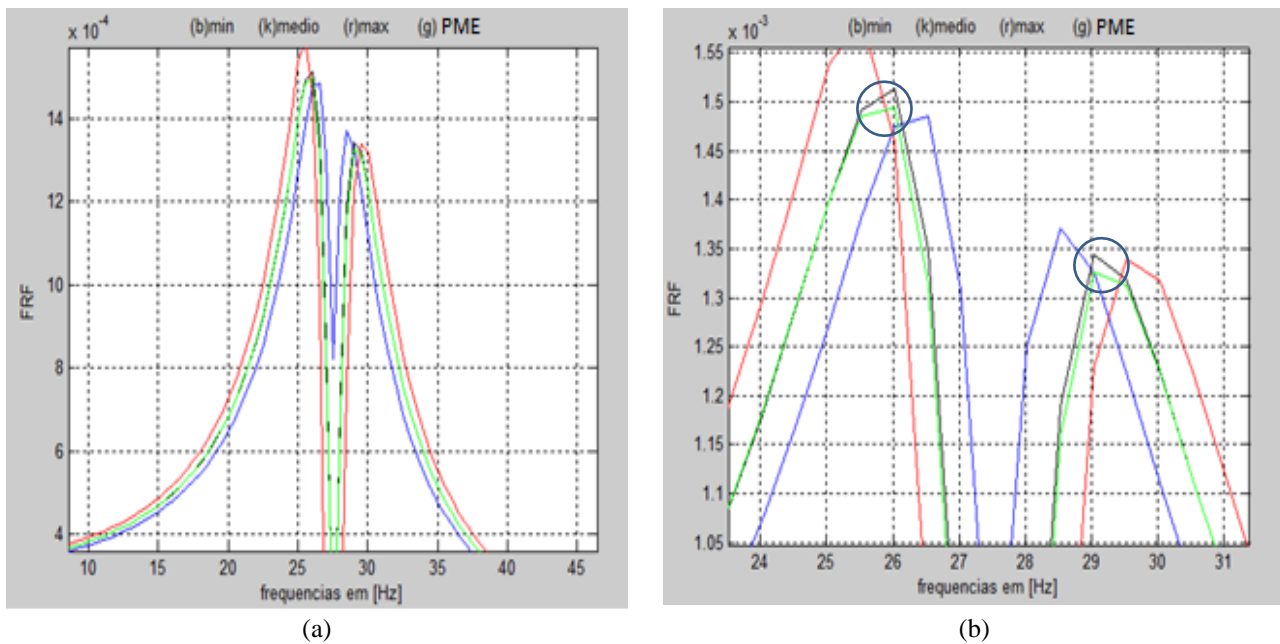 x 10-4 (b)min (k)medio (r)max (g) PME
14
12
10
8
6
4
FRF
10 15 20 25 30 35 40 45
frequencias em [Hz]
(a)
x 10-3 (b)min (k)medio (r)max (g) PME
1.55
1.5
1.45
1.4
1.35
1.3
1.25
1.2
1.15
1.1
1.05
FRF
24 25 26 27 28 29 30 31
frequencias em [Hz]
(b)